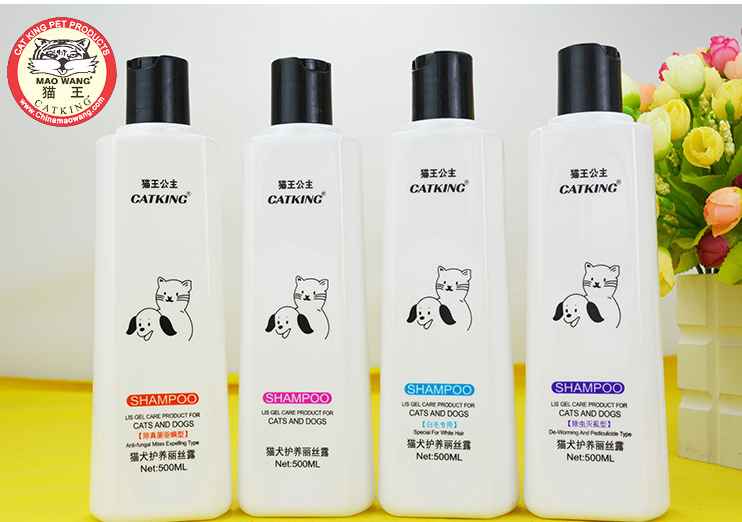 CAT KING PET PRODUCTS
MAO WANG®
猫 王
CATKING®
www.Chinamaowang.com
猫王公主
CATKING®
SHAMPOO
LIS GEL CARE PRODUCT FOR
CATS AND DOGS
【除真菌驱螨型】
Anti-fungal Mites Expelling Type
猫犬护养丽丝露
Net:500ML
猫王公主
CATKING®
SHAMPOO
LIS GEL CARE PRODUCT FOR
CATS AND DOGS
猫犬护养丽丝露
Net:500ML
猫王公主
CATKING®
SHAMPOO
LIS GEL CARE PRODUCT FOR
CATS AND DOGS
【白毛专用】
Special For White Hair
猫犬护养丽丝露
Net:500ML
猫王公主
CATKING®
SHAMPOO
LIS GEL CARE PRODUCT FOR
CATS AND DOGS
【除虫灭虱型】
De-Worming And Pediculicide Type
猫犬护养丽丝露
Net:500ML